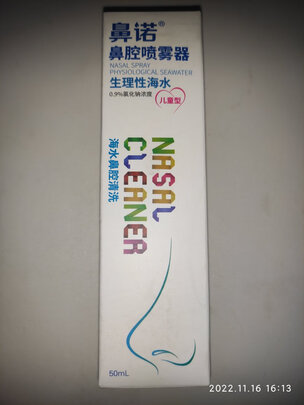 鼻诺®
鼻腔喷雾器
NASAL SPRAY
PHYSIOLOGICAL SEAWATER
生理性海水
0.9%氯化钠浓度
儿童型
NASAL
CLEANER
海水鼻腔清洗
50mL
2022.11.16 16:13